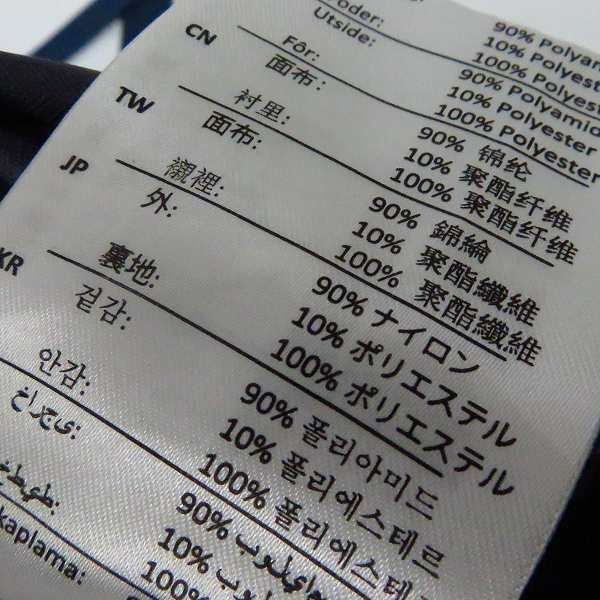 oder: 90% Polyam
10% Polyest
Utside: 100% Polyester
CN
Fôr: 90% Polyamid
10% Polyester
100% Polyester
面布: 90% 锦纶
10% 聚酯纤维
衬里: 100% 聚酯纤维
TW
面布: 90% 錦綸
10% 聚酯纖維
襯裡: 100% 聚酯纖維
JP
外: 90% ナイロン
10% ポリエステル
裏地: 100% ポリエステル
KR
겉감: 90% 폴리아미드
10% 폴리에스테르
안감: 100% 폴리에스테르
90%
10%
100%
kaplama: